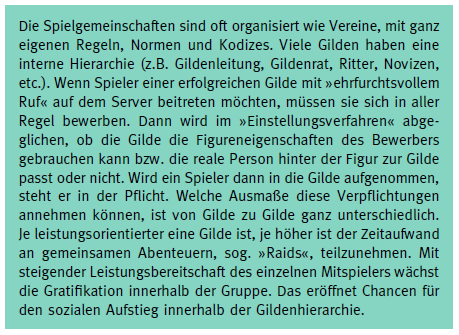 Die Spielgemeinschaften sind oft organisiert wie Vereine, mit ganz
eigenen Regeln, Normen und Kodizes. Viele Gilden haben eine
interne Hierarchie (z.B. Gildenleitung, Gildenrat, Ritter, Novizen,
etc.). Wenn Spieler einer erfolgreichen Gilde mit »ehrfurchtsvollem
Ruf« auf dem Server beitreten möchten, müssen sie sich in aller
Regel bewerben. Dann wird im »Einstellungsverfahren« abge-
glichen, ob die Gilde die Figureneigenschaften des Bewerbers
gebrauchen kann bzw. die reale Person hinter der Figur zur Gilde
passt oder nicht. Wird ein Spieler dann in die Gilde aufgenommen,
steht er in der Pflicht. Welche Ausmaße diese Verpflichtungen
annehmen können, ist von Gilde zu Gilde ganz unterschiedlich.
Je leistungsorientierter eine Gilde ist, je höher ist der Zeitaufwand
an gemeinsamen Abenteuern, sog. »Raids«, teilzunehmen. Mit
steigender Leistungsbereitschaft des einzelnen Mitspielers wächst
die Gratifikation innerhalb der Gruppe. Das eröffnet Chancen für
den sozialen Aufstieg innerhalb der Gildenhierarchie.